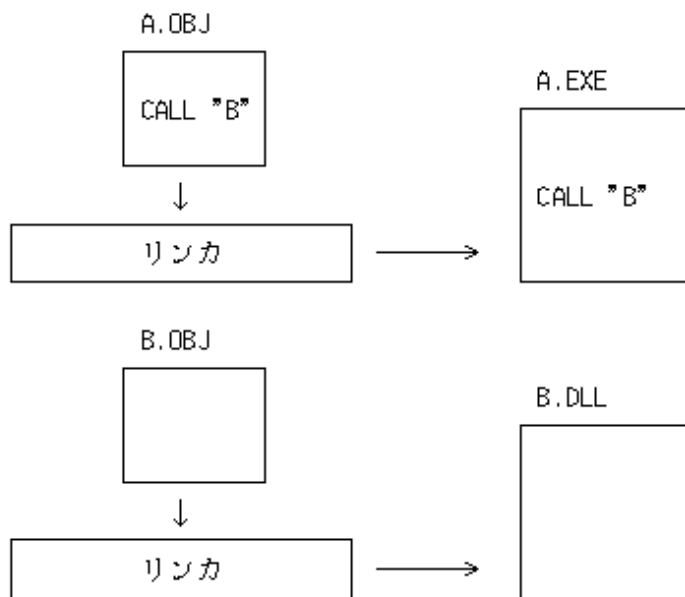 A.OBJ
CALL "B"
A.EXE
CALL "B"
リンカ
B.OBJ
B.DLL
リンカ